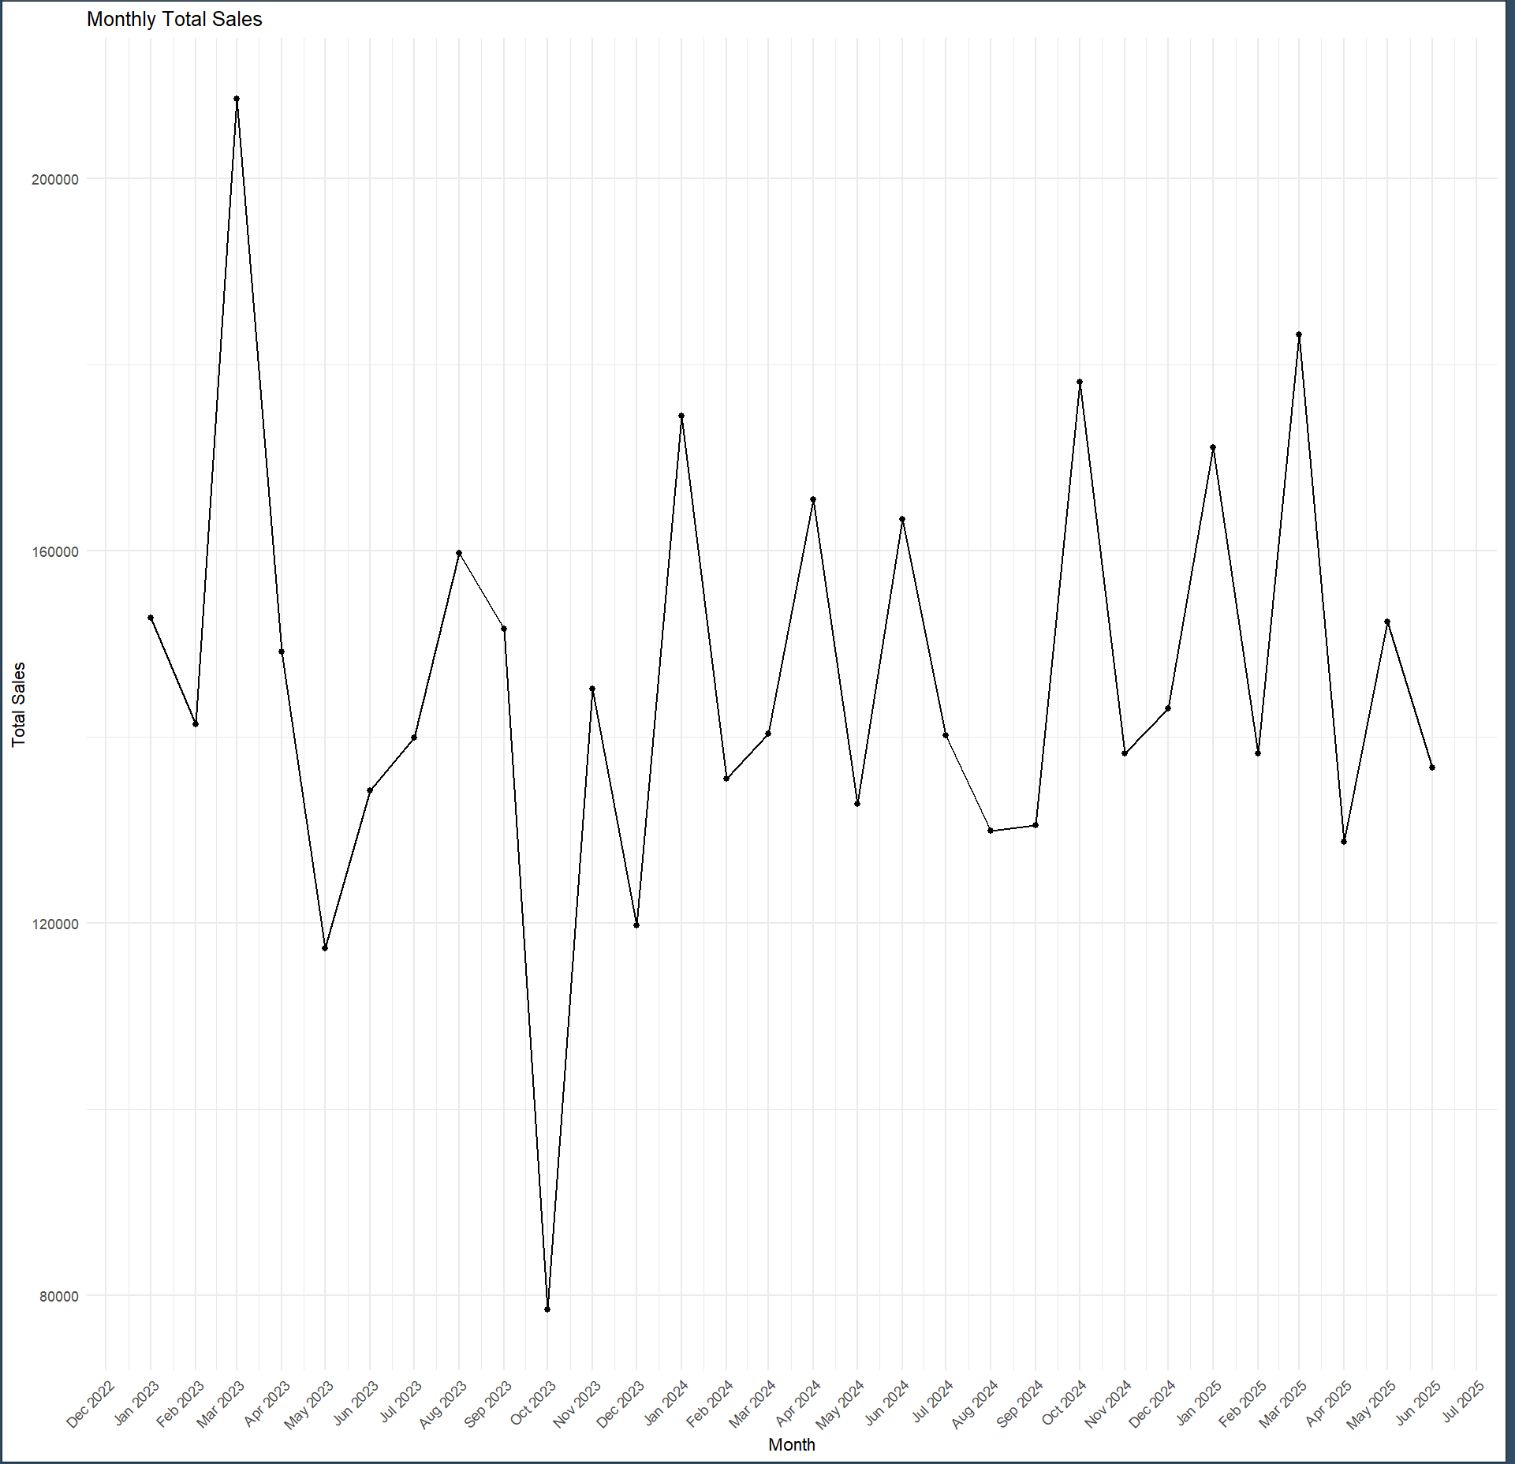 Monthly Total Sales
200000
160000
120000
80000
Total Sales
Dec 2022
Jan 2023
Feb 2023
Mar 2023
Apr 2023
May 2023
Jun 2023
Jul 2023
Aug 2023
Sep 2023
Oct 2023
Nov 2023
Dec 2023
Jan 2024
Feb 2024
Mar 2024
Apr 2024
May 2024
Jun 2024
Jul 2024
Aug 2024
Sep 2024
Oct 2024
Nov 2024
Dec 2024
Jan 2025
Feb 2025
Mar 2025
Apr 2025
May 2025
Jun 2025
Jul 2025
Month